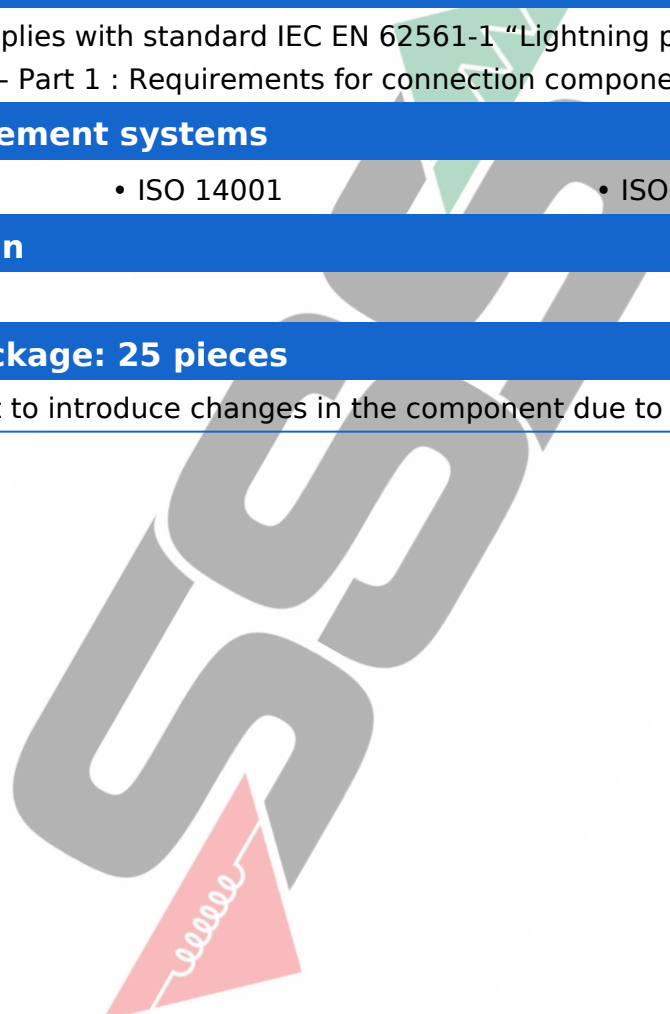 plies with standard IEC EN 62561-1 “Lightning p
– Part 1 : Requirements for connection compone
ement systems
• ISO 14001 • ISO
n
ckage: 25 pieces
t to introduce changes in the component due to